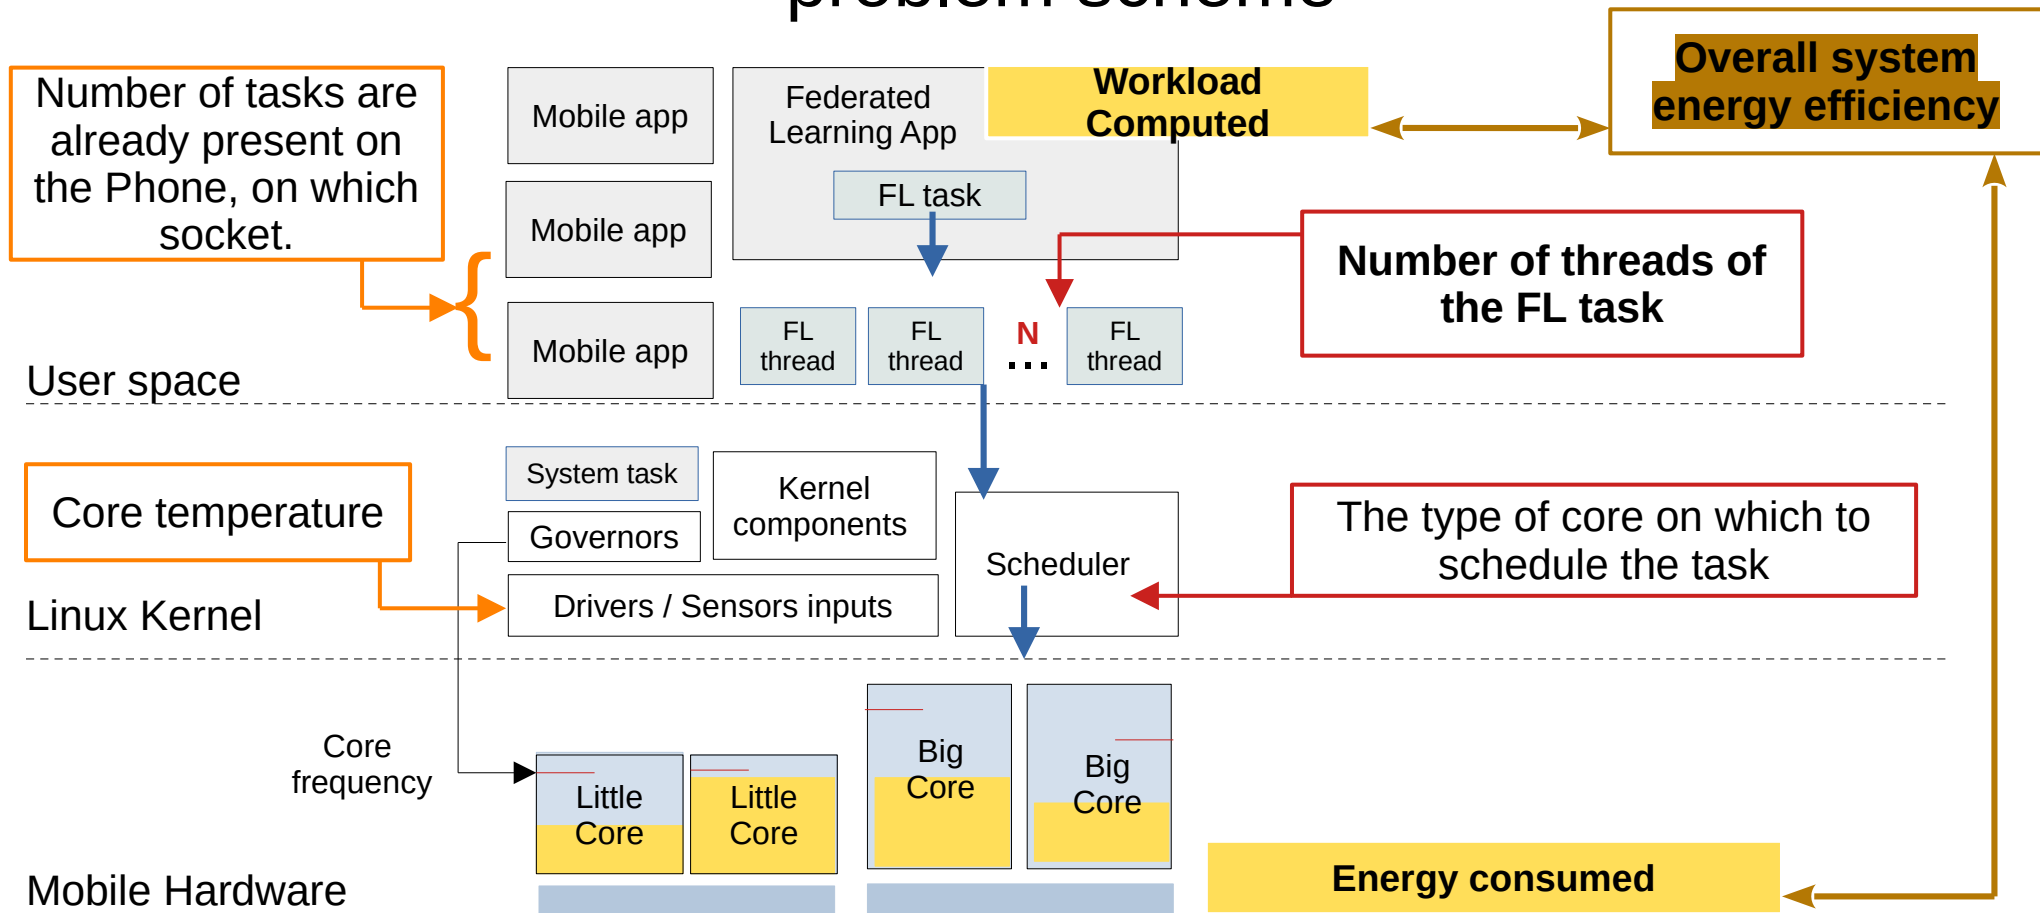 problem scheme
Number of tasks are
already present on
the Phone, on which
socket.
Mobile app
Mobile app
Mobile app
Federated
Learning App
Workload
Computed
Overall system
energy efficiency
FL task
Number of threads of
the FL task
FL
thread
FL
thread
N
...
FL
thread
User space
Core temperature
System task
Governors
Kernel
components
Drivers / Sensors inputs
Scheduler
The type of core on which to
schedule the task
Linux Kernel
Core
frequency
Little
Core
Little
Core
Big
Core
Big
Core
Energy consumed
Mobile Hardware